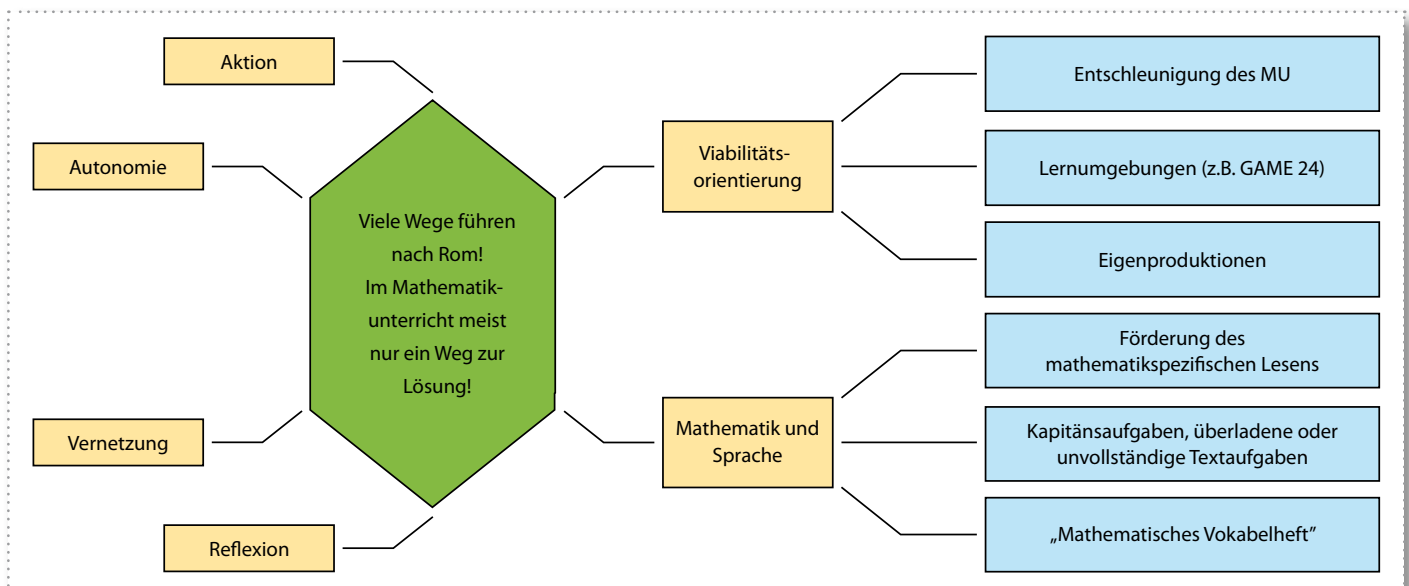 Aktion
Autonomie
Vernetzung
Reflexion
Viele Wege führen
nach Rom!
Im Mathematik-
unterricht meist
nur ein Weg zur
Lösung!
Viabilitäts-
orientierung
Entschleunigung des MU
Lernumgebungen (z.B. GAME 24)
Eigenproduktionen
Mathematik und
Sprache
Förderung des
mathematikspezifischen Lesens
Kapitänsaufgaben, überladene oder
unvollständige Textaufgaben
„Mathematisches Vokabelheft”